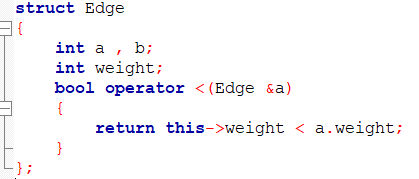 struct Edge
{
int a , b;
int weight;
bool operator <(Edge &a)
{
return this->weight < a.weight;
}
};